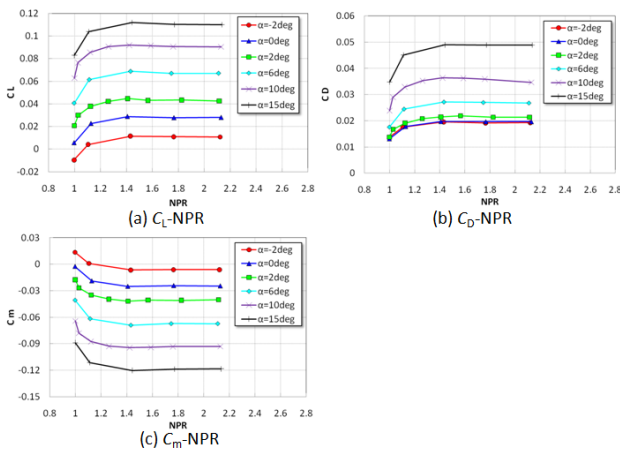 0.12
0.1
0.08
0.06
0.04
0.02
0
-0.02
CL
0.8 1 1.2 1.4 1.6 1.8 2 2.2 2.4 2.6 2.8
NPR
α=-2deg
α=0deg
α=2deg
α=6deg
α=10deg
α=15deg
(a) CL-NPR
0.06
0.05
0.04
0.03
0.02
0.01
0
CD
0.8 1 1.2 1.4 1.6 1.8 2 2.2 2.4 2.6 2.8
NPR
α=-2deg
α=0deg
α=2deg
α=6deg
α=10deg
α=15deg
(b) CD-NPR
0.03
0
-0.03
-0.06
-0.09
-0.12
-0.15
Cm
0.8 1 1.2 1.4 1.6 1.8 2 2.2 2.4 2.6 2.8
NPR
α=-2deg
α=0deg
α=2deg
α=6deg
α=10deg
α=15deg
(c) Cm-NPR